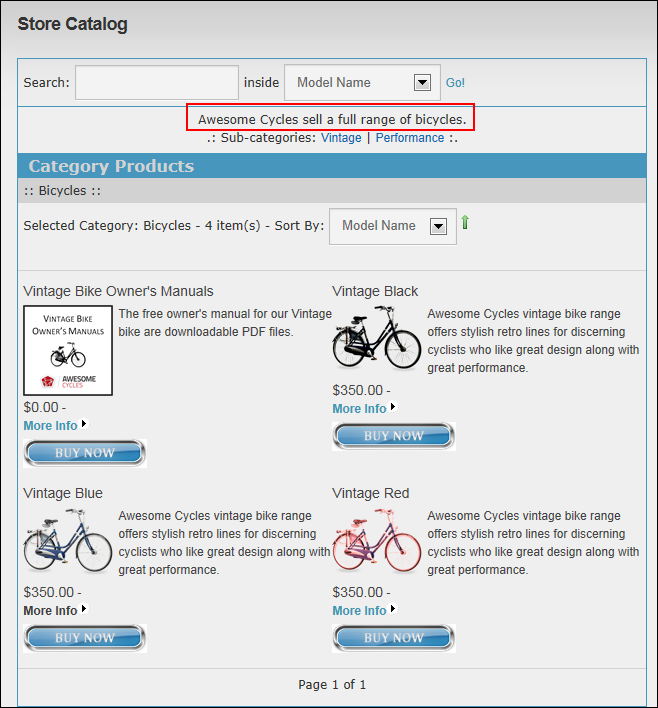 Store Catalog
Search: inside Model Name Go!
Awesome Cycles sell a full range of bicycles.
.: Sub-categories: Vintage | Performance :.
Category Products
:: Bicycles ::
Selected Category: Bicycles - 4 item(s) - Sort By: Model Name
Vintage Bike Owner's Manuals
VINTAGE BIKE
OWNER'S MANUALS
AWESOME
CYCLES
The free owner's manual for our Vintage
bike are downloadable PDF files.
$0.00 -
More Info
BUY NOW
Vintage Black
Awesome Cycles vintage bike range
offers stylish retro lines for discerning
cyclists who like great design along with
great performance.
$350.00 -
More Info
BUY NOW
Vintage Blue
Awesome Cycles vintage bike range
offers stylish retro lines for discerning
cyclists who like great design along with
great performance.
$350.00 -
More Info
BUY NOW
Vintage Red
Awesome Cycles vintage bike range
offers stylish retro lines for discerning
cyclists who like great design along with
great performance.
$350.00 -
More Info
BUY NOW
Page 1 of 1